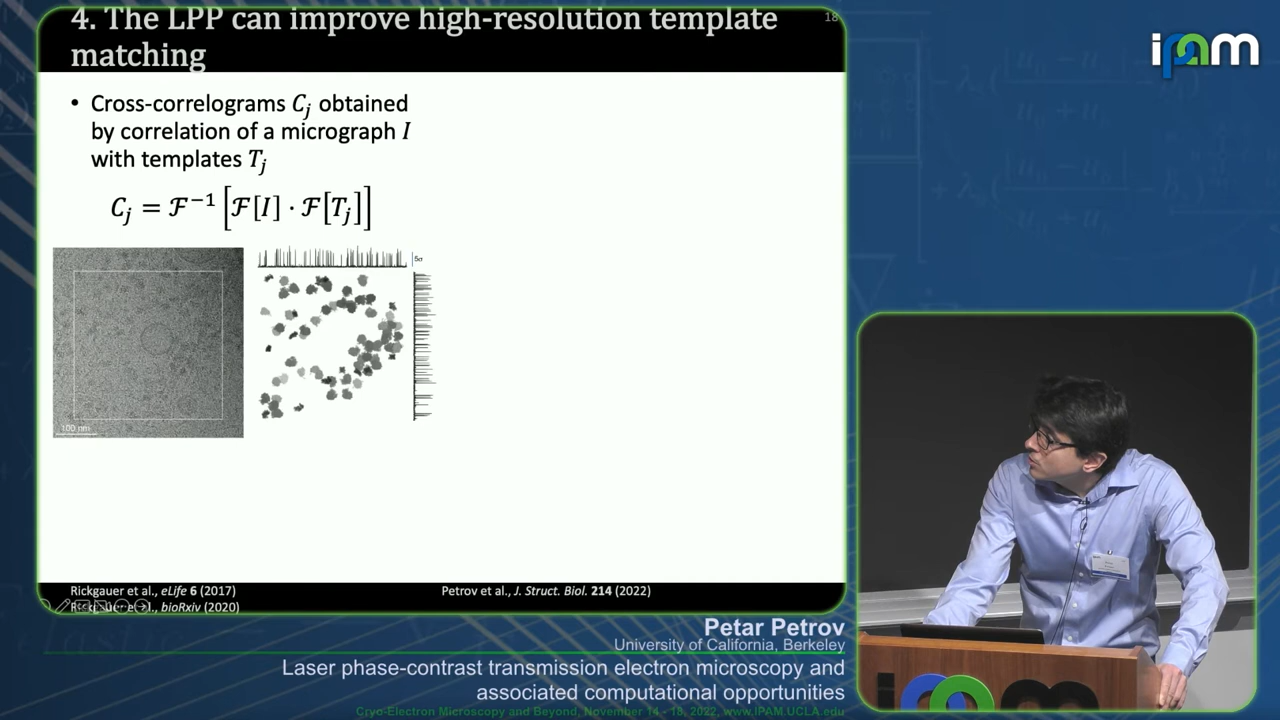 4. The LPP can improve high-resolution template
matching
18
ipam
• Cross-correlograms C_j obtained
by correlation of a micrograph I
with templates T_j
C_j = ℱ⁻¹ [ℱ[I] · ℱ[T_j]]
5σ
100 nm
Rickgauer et al., eLife 6 (2017)
Petrov et al., J. Struct. Biol. 214 (2022)
Rickgauer et al., bioRxiv (2020)
Petar Petrov
University of California, Berkeley
Laser phase-contrast transmission electron microscopy and
associated computational opportunities
Cryo-Electron Microscopy and Beyond, November 14 - 18, 2022, www.IPAM.UCLA.edu